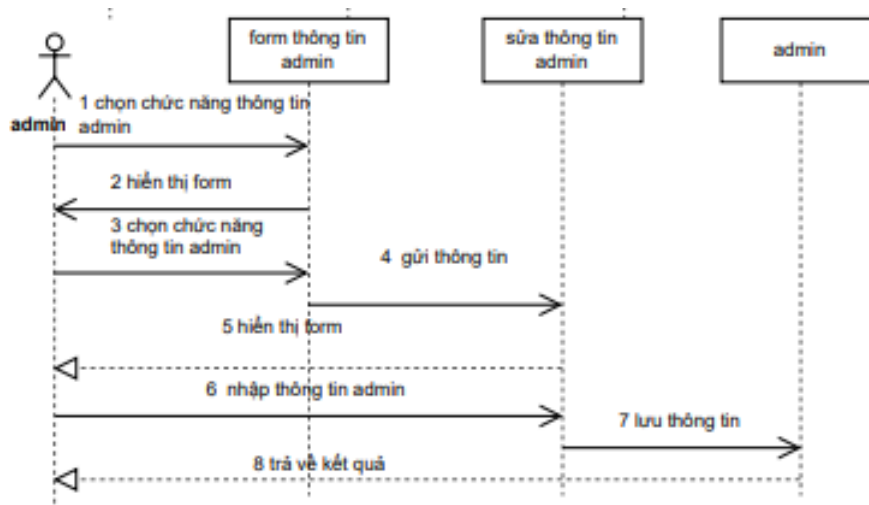 form thông tin
admin
sửa thông tin
admin
admin
admin
1 chọn chức năng thông tin
admin
2 hiển thị form
3 chọn chức năng
thông tin admin
4 gửi thông tin
5 hiển thị form
6 nhập thông tin admin
7 lưu thông tin
8 trả về kết quả